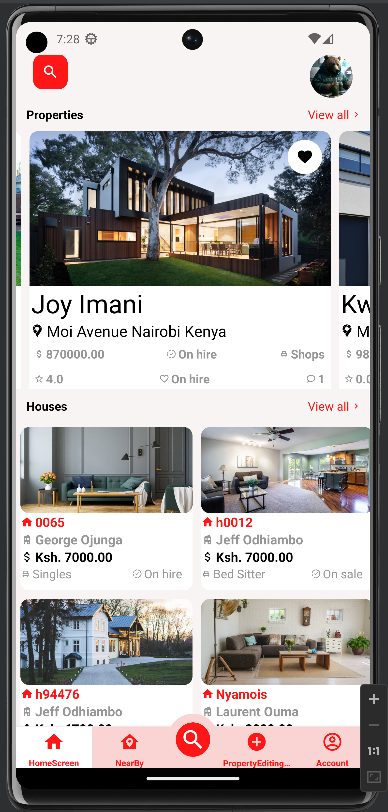 7:28
Properties View all
Joy Imani Kw
Moi Avenue Nairobi Kenya M
$ 870000.00 On hire Shops $ 98
4.0 On hire 1 0.0
Houses View all
0065 h0012
George Ojunga Jeff Odhiambo
$ Ksh. 7000.00 $ Ksh. 7000.00
Singles On hire Bed Sitter On sale
h94476 Nyamois
Jeff Odhiambo Laurent Ouma
HomeScreen NearBy PropertyEditing... Account
1:1